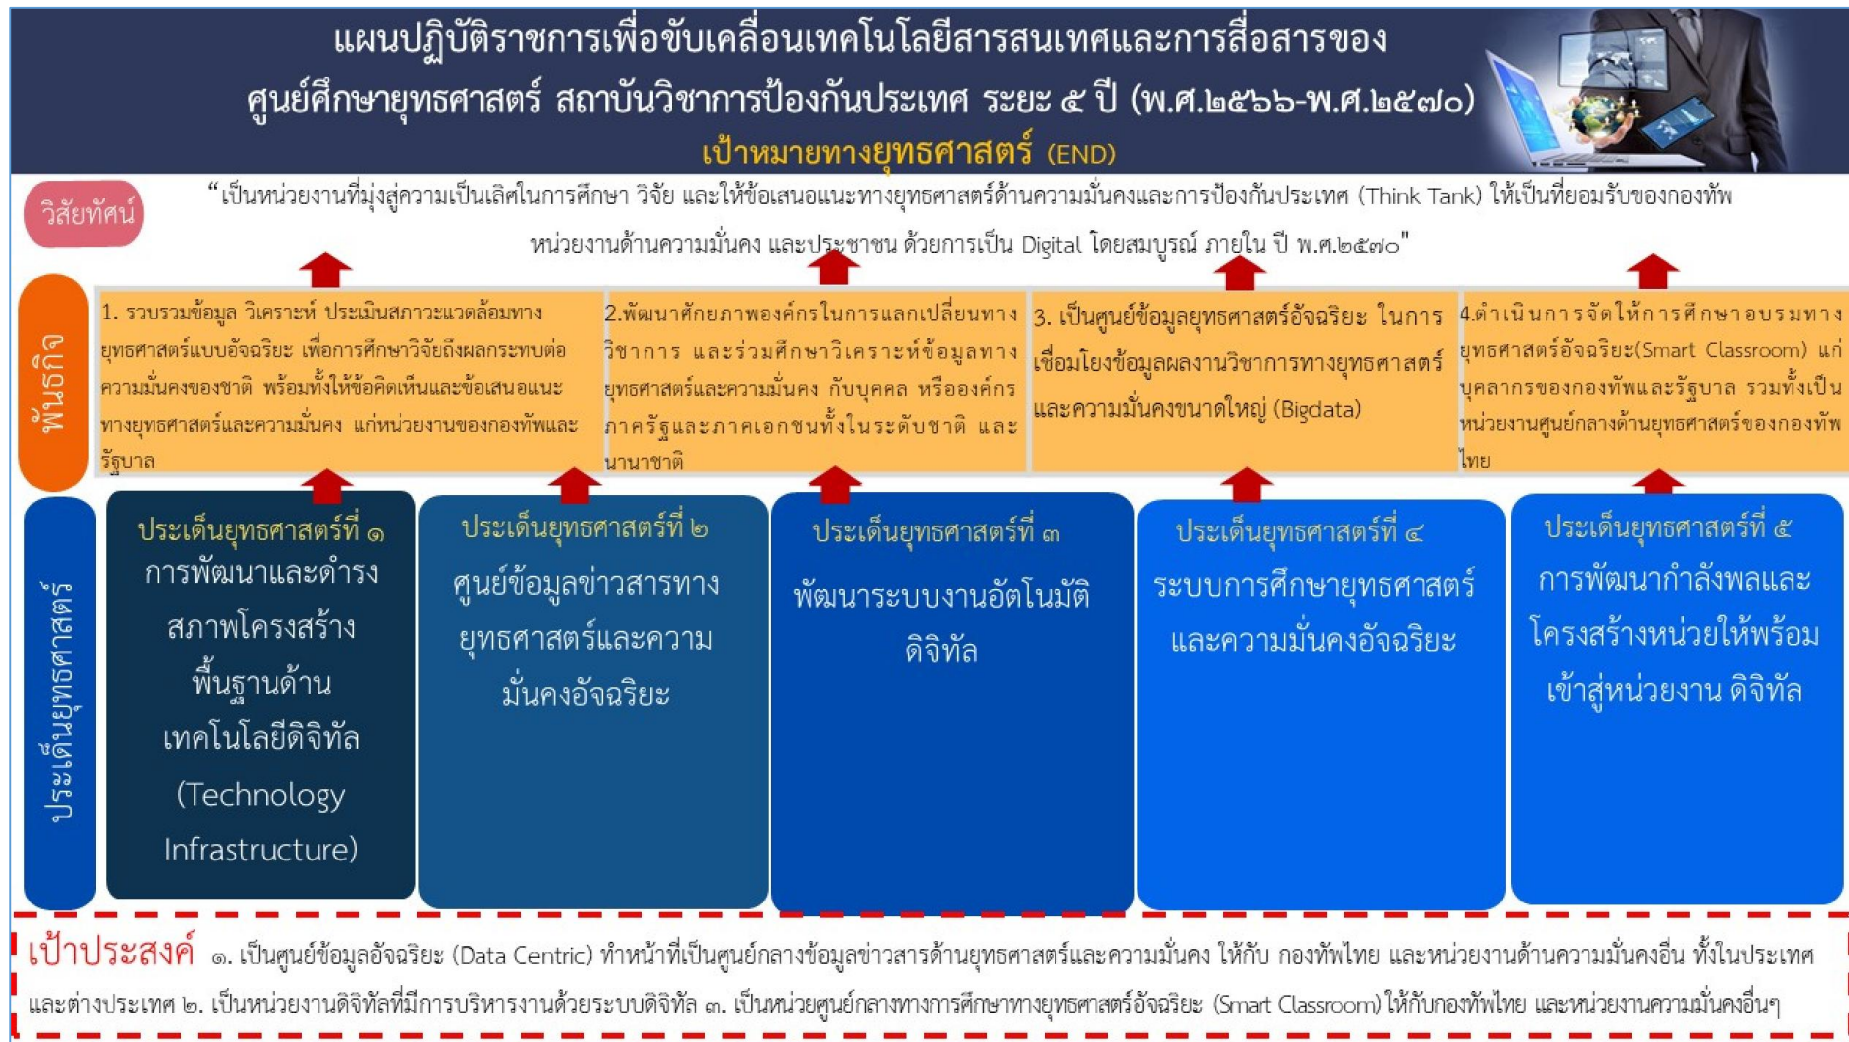 แผนปฏิบัติราชการเพื่อขับเคลื่อนเทคโนโลยีสารสนเทศและการสื่อสารของ
ศูนย์ศึกษายุทธศาสตร์ สถาบันวิชาการป้องกันประเทศ ระยะ ๕ ปี (พ.ศ.๒๕๖๖-พ.ศ.๒๕๗๐)
เป้าหมายทางยุทธศาสตร์ (END)
วิสัยทัศน์
“เป็นหน่วยงานที่มุ่งสู่ความเป็นเลิศในการศึกษา วิจัย และให้ข้อเสนอแนะทางยุทธศาสตร์ด้านความมั่นคงและการป้องกันประเทศ (Think Tank) ให้เป็นที่ยอมรับของกองทัพ
หน่วยงานด้านความมั่นคง และประชาชน ด้วยการเป็น Digital โดยสมบูรณ์ ภายใน ปี พ.ศ.๒๕๗๐"
พันธกิจ
1. รวบรวมข้อมูล วิเคราะห์ ประเมินสภาวะแวดล้อมทาง
ยุทธศาสตร์แบบอัจฉริยะ เพื่อการศึกษาวิจัยถึงผลกระทบต่อ
ความมั่นคงของชาติ พร้อมทั้งให้ข้อคิดเห็นและข้อเสนอแนะ
ทางยุทธศาสตร์และความมั่นคง แก่หน่วยงานของกองทัพและ
รัฐบาล
2.พัฒนาศักยภาพองค์กรในการแลกเปลี่ยนทาง
วิชาการ และร่วมศึกษาวิเคราะห์ข้อมูลทาง
ยุทธศาสตร์และความมั่นคง กับบุคคล หรือองค์กร
ภาครัฐและภาคเอกชนทั้งในระดับชาติ และ
นานาชาติ
3. เป็นศูนย์ข้อมูลยุทธศาสตร์อัจฉริยะ ในการ
เชื่อมโยงข้อมูลผลงานวิชาการทางยุทธศาสตร์
และความมั่นคงขนาดใหญ่ (Bigdata)
4.ดำเนินการจัดให้การศึกษาอบรมทาง
ยุทธศาสตร์อัจฉริยะ(Smart Classroom) แก่
บุคลากรของกองทัพและรัฐบาล รวมทั้งเป็น
หน่วยงานศูนย์กลางด้านยุทธศาสตร์ของกองทัพ
ไทย
ประเด็นยุทธศาสตร์
ประเด็นยุทธศาสตร์ที่ ๑
การพัฒนาและดำรง
สภาพโครงสร้าง
พื้นฐานด้าน
เทคโนโลยีดิจิทัล
(Technology
Infrastructure)
ประเด็นยุทธศาสตร์ที่ ๒
ศูนย์ข้อมูลข่าวสารทาง
ยุทธศาสตร์และความ
มั่นคงอัจฉริยะ
ประเด็นยุทธศาสตร์ที่ ๓
พัฒนาระบบงานอัตโนมัติ
ดิจิทัล
ประเด็นยุทธศาสตร์ที่ ๔
ระบบการศึกษายุทธศาสตร์
และความมั่นคงอัจฉริยะ
ประเด็นยุทธศาสตร์ที่ ๕
การพัฒนากำลังพลและ
โครงสร้างหน่วยให้พร้อม
เข้าสู่หน่วยงาน ดิจิทัล
เป้าประสงค์ ๑. เป็นศูนย์ข้อมูลอัจฉริยะ (Data Centric) ทำหน้าที่เป็นศูนย์กลางข้อมูลข่าวสารด้านยุทธศาสตร์และความมั่นคง ให้กับ กองทัพไทย และหน่วยงานด้านความมั่นคงอื่น ทั้งในประเทศ
และต่างประเทศ ๒. เป็นหน่วยงานดิจิทัลที่มีการบริหารงานด้วยระบบดิจิทัล ๓. เป็นหน่วยศูนย์กลางทางการศึกษาทางยุทธศาสตร์อัจฉริยะ (Smart Classroom) ให้กับกองทัพไทย และหน่วยงานความมั่นคงอื่นๆ